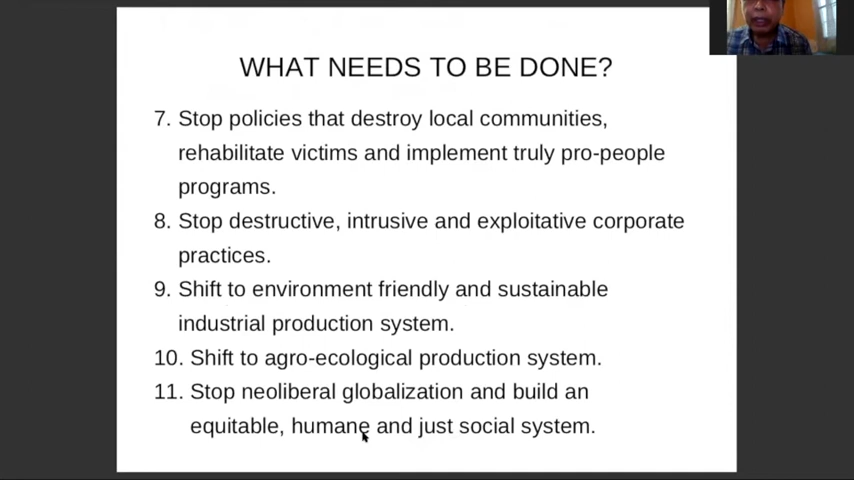 WHAT NEEDS TO BE DONE?
7. Stop policies that destroy local communities,
rehabilitate victims and implement truly pro-people
programs.
8. Stop destructive, intrusive and exploitative corporate
practices.
9. Shift to environment friendly and sustainable
industrial production system.
10. Shift to agro-ecological production system.
11. Stop neoliberal globalization and build an
equitable, humane and just social system.